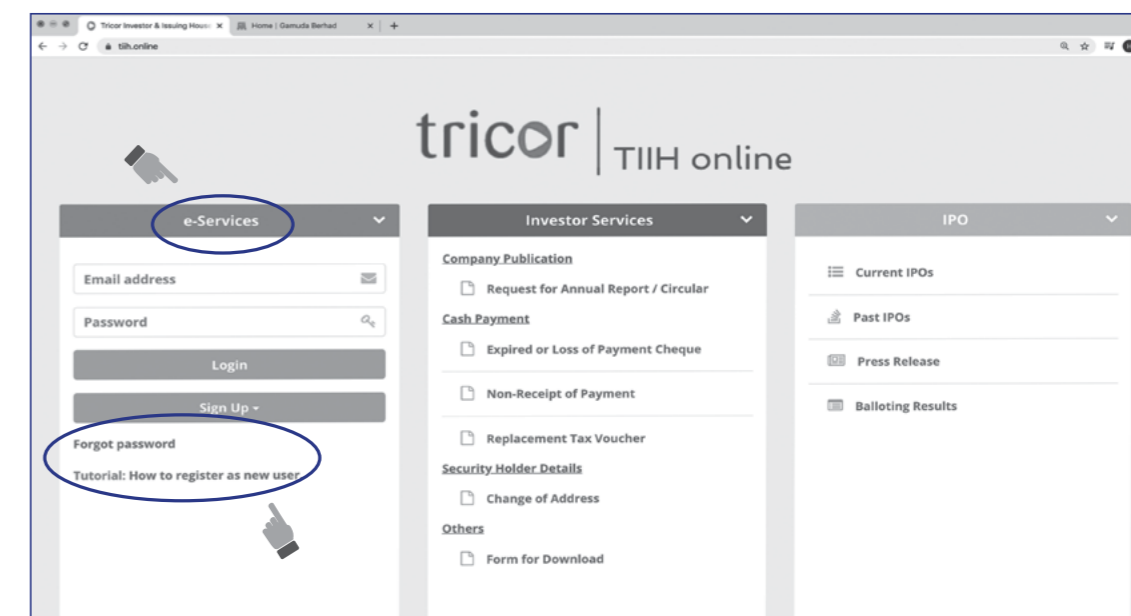 Tricor Investor & Issuing Hous
Home | Gamuda Berhad
tiih.online
tricor | TIIH online
e-Services
Email address
Password
Login
Sign Up
Forgot password
Tutorial: How to register as new user
Investor Services
Company Publication
Request for Annual Report / Circular
Cash Payment
Expired or Loss of Payment Cheque
Non-Receipt of Payment
Replacement Tax Voucher
Security Holder Details
Change of Address
Others
Form for Download
IPO
Current IPOs
Past IPOs
Press Release
Balloting Results